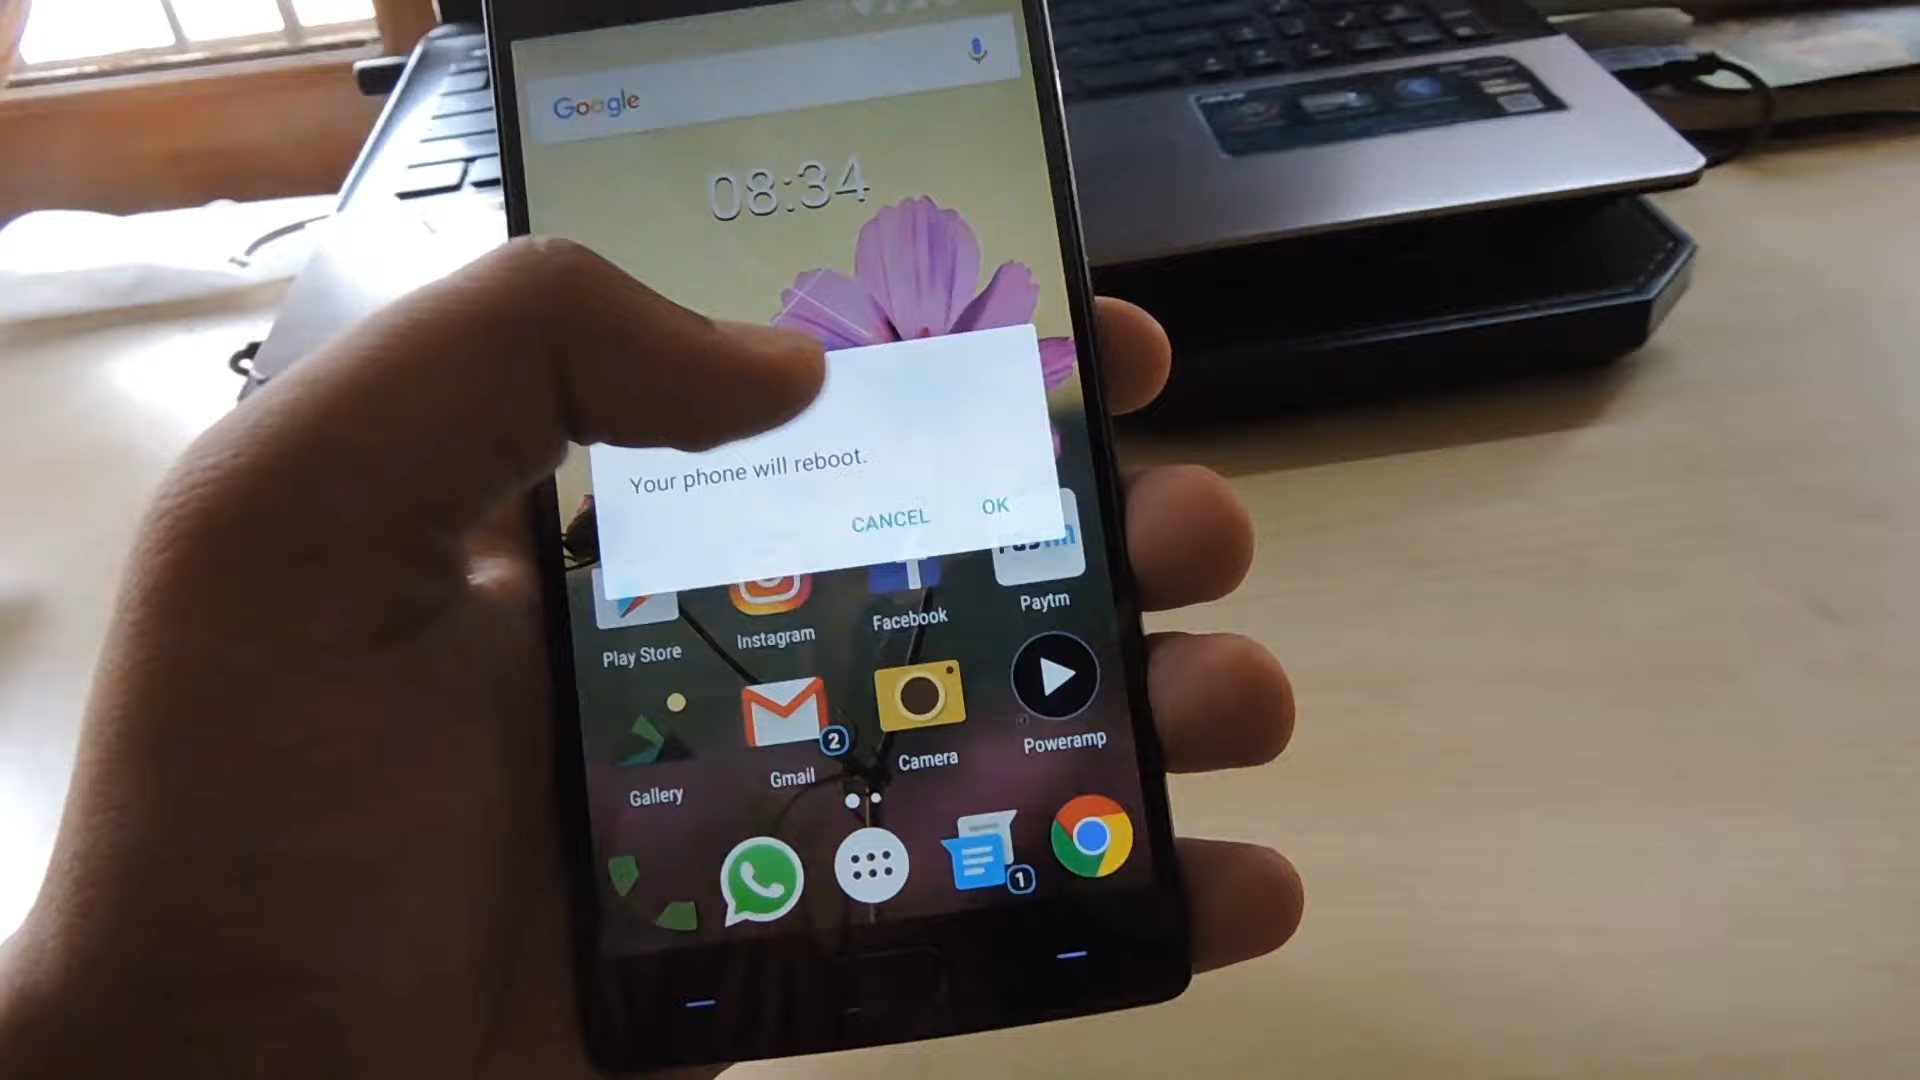 Google
08:34
Your phone will reboot.
CANCEL OK
Paytm
Play Store
Instagram
Facebook
Paytm
Gallery
Gmail
2
Camera
Poweramp
1